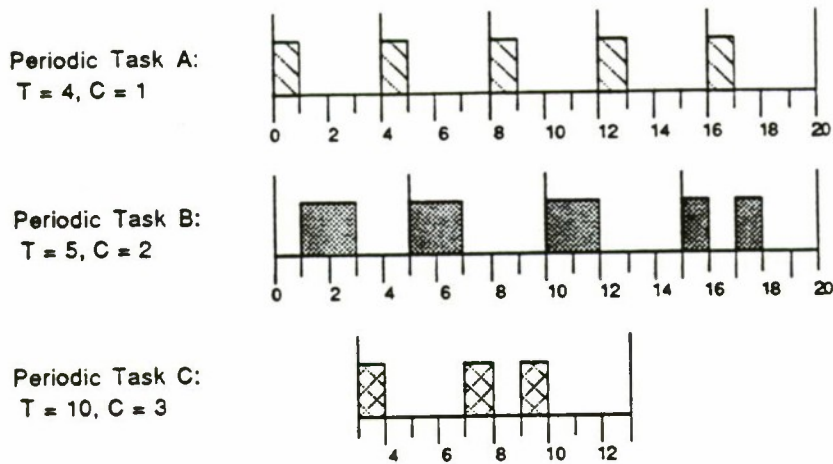 Periodic Task A:
T = 4, C = 1
0 2 4 6 8 10 12 14 16 18 20
Periodic Task B:
T = 5, C = 2
0 2 4 6 8 10 12 14 16 18 20
Periodic Task C:
T = 10, C = 3
4 6 8 10 12